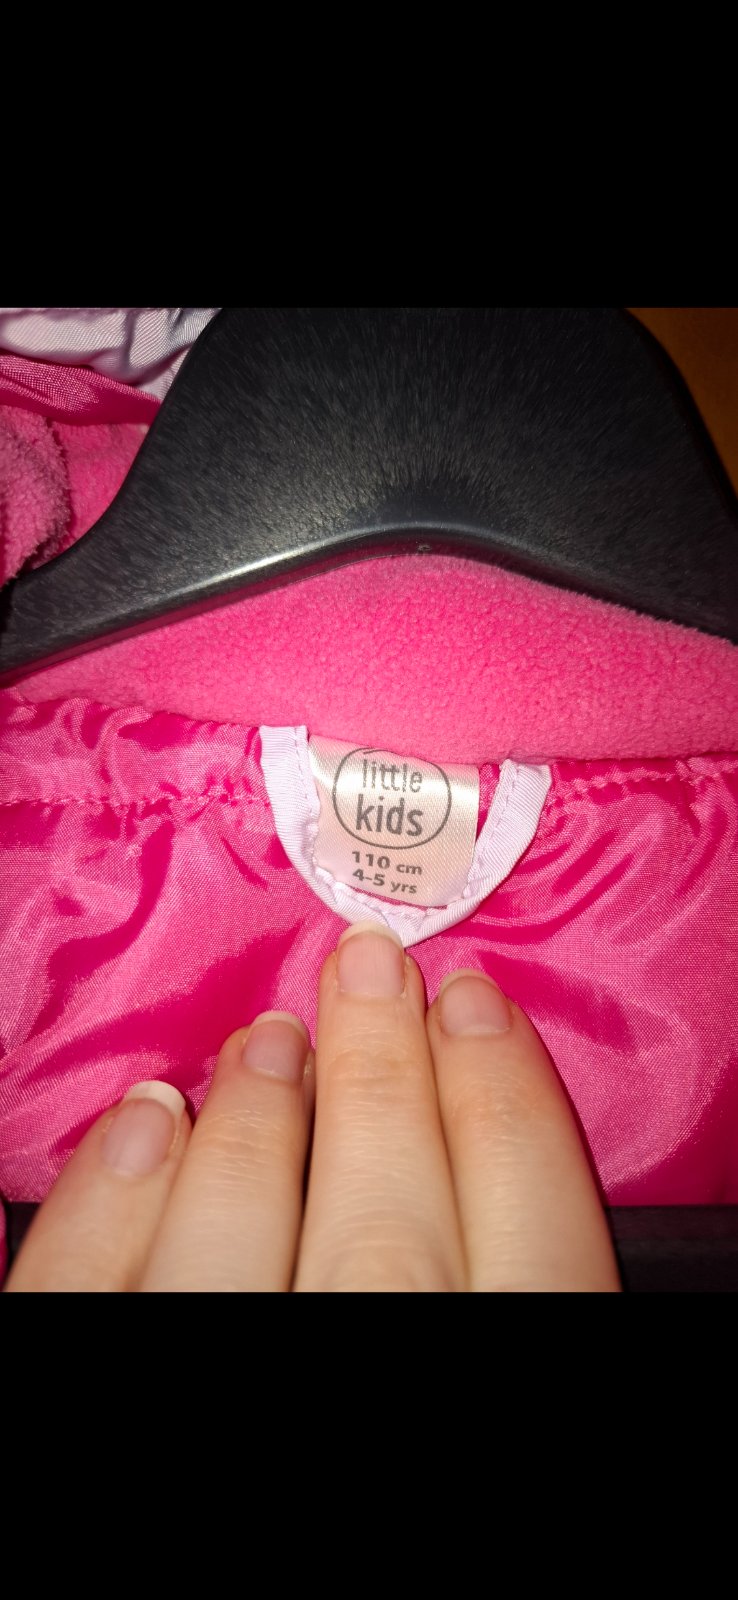 little
kids
110 cm
4-5 yrs